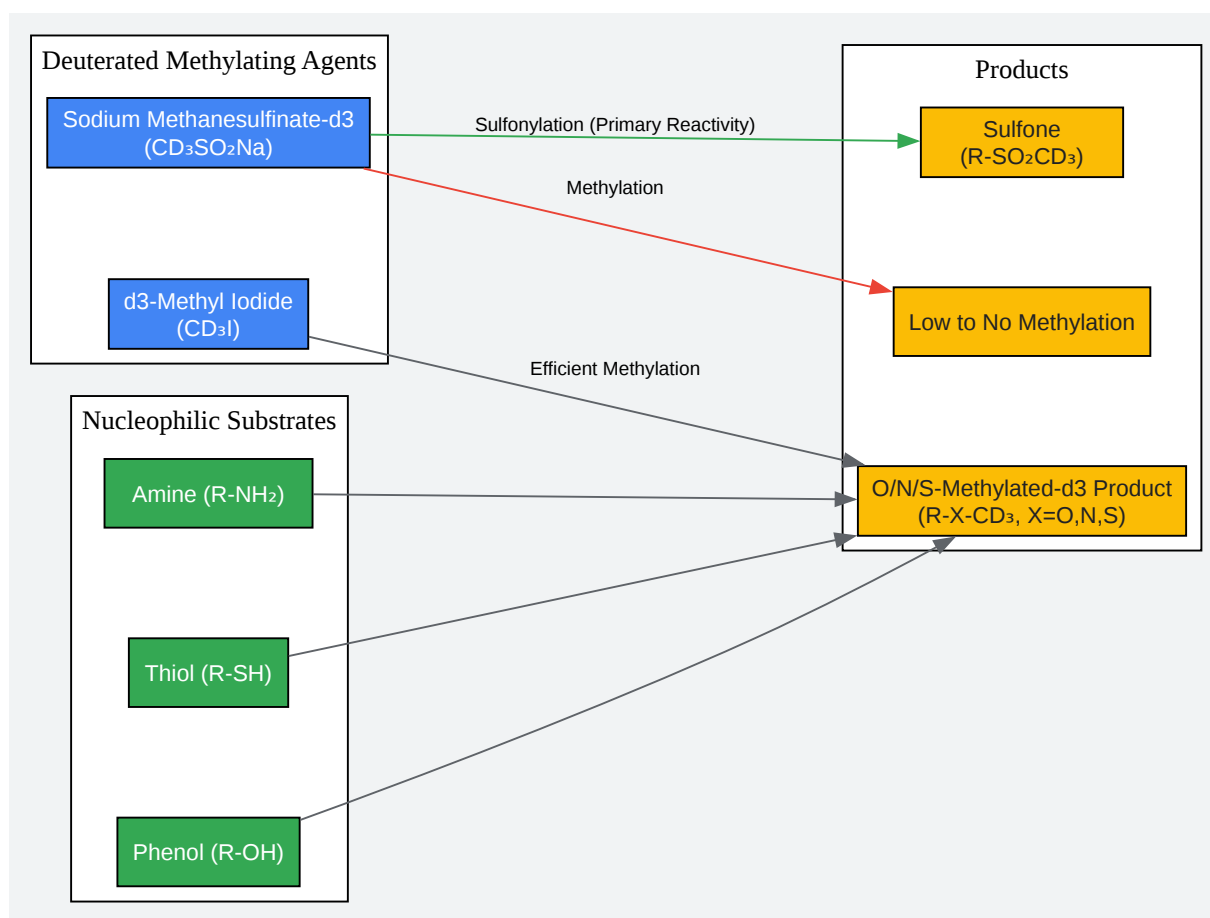 Deuterated Methylating Agents
Sodium Methanesulfinate-d3
(CD₃SO₂Na)
d3-Methyl Iodide
(CD₃I)
Nucleophilic Substrates
Amine (R-NH₂)
Thiol (R-SH)
Phenol (R-OH)
Sulfonylation (Primary Reactivity)
Methylation
Efficient Methylation
Products
Sulfone
(R-SO₂CD₃)
Low to No Methylation
O/N/S-Methylated-d3 Product
(R-X-CD₃, X=O,N,S)